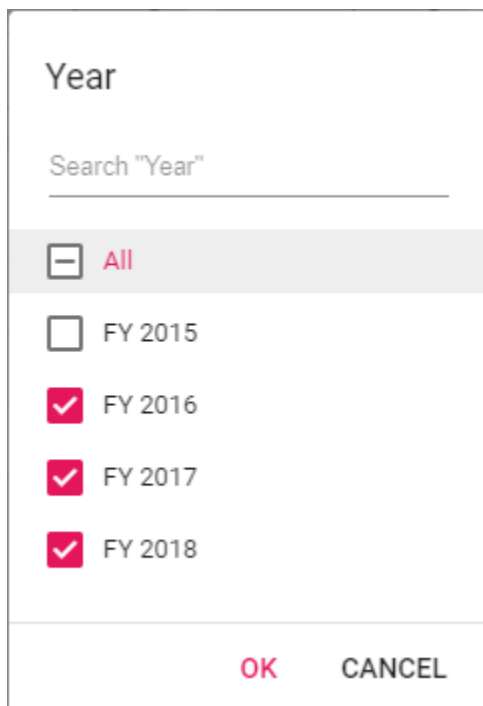 Year
Search "Year"
All
FY 2015
FY 2016
FY 2017
FY 2018
OK CANCEL